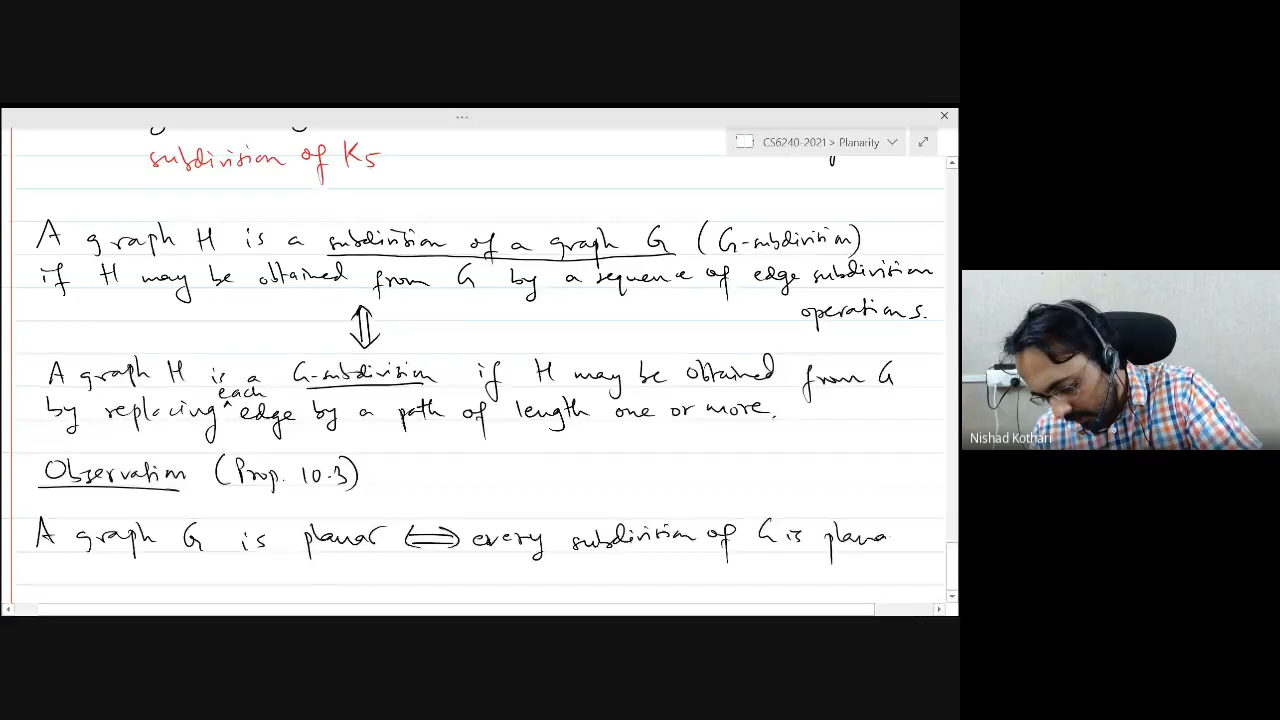 CS6240-2021 > Planarity
subdivision of K5
A graph H is a subdivision of a graph G (G-subdivision)
if H may be obtained from G by a sequence of edge subdivision
operations.
⇕
A graph H is a G-subdivision if H may be obtained from G
by replacing each edge by a path of length one or more.
Observation (Prop. 10.3)
A graph G is planar ⟺ every subdivision of G is plana
Nishad Kothari